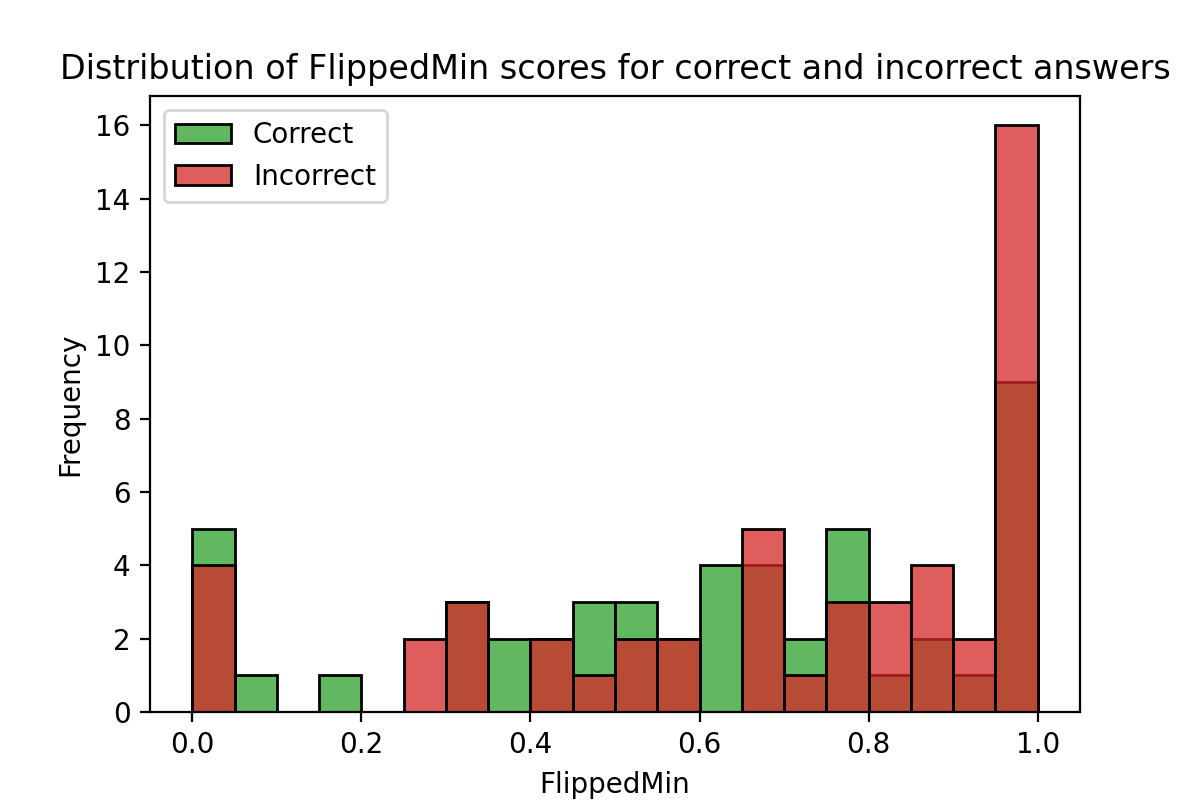 Distribution of FlippedMin scores for correct and incorrect answers
Correct
Incorrect
16
14
12
10
8
6
4
2
0
Frequency
0.0 0.2 0.4 0.6 0.8 1.0
FlippedMin